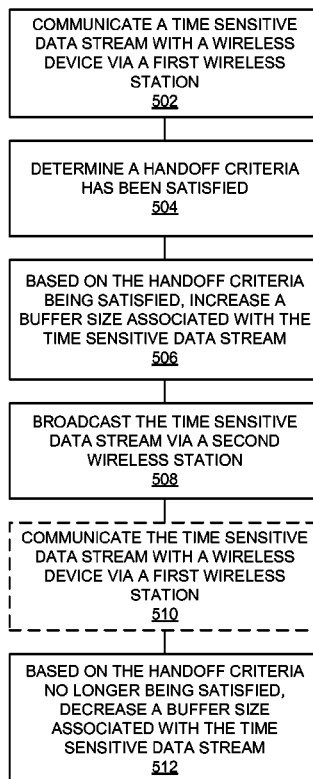 COMMUNICATE A TIME SENSITIVE
DATA STREAM WITH A WIRELESS
DEVICE VIA A FIRST WIRELESS
STATION
502
DETERMINE A HANDOFF CRITERIA
HAS BEEN SATISFIED
504
BASED ON THE HANDOFF CRITERIA
BEING SATISFIED, INCREASE A
BUFFER SIZE ASSOCIATED WITH THE
TIME SENSITIVE DATA STREAM
506
BROADCAST THE TIME SENSITIVE
DATA STREAM VIA A SECOND
WIRELESS STATION
508
COMMUNICATE THE TIME SENSITIVE
DATA STREAM WITH A WIRELESS
DEVICE VIA A FIRST WIRELESS
STATION
510
BASED ON THE HANDOFF CRITERIA
NO LONGER BEING SATISFIED,
DECREASE A BUFFER SIZE
ASSOCIATED WITH THE TIME
SENSITIVE DATA STREAM
512